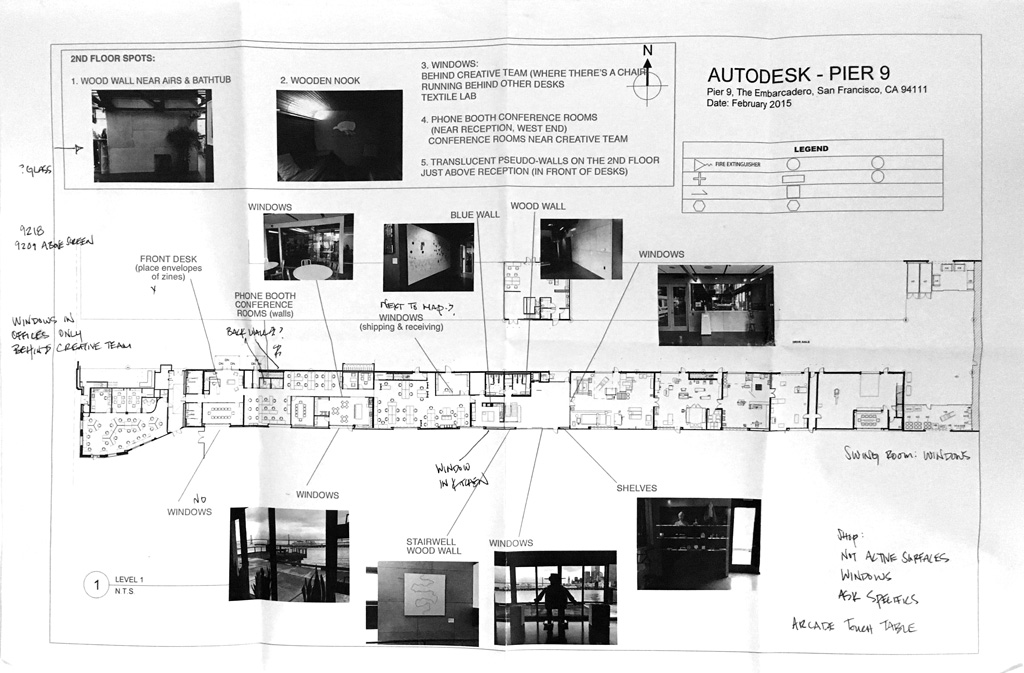 2ND FLOOR SPOTS:
1. WOOD WALL NEAR AiRS & BATHTUB
2. WOODEN NOOK
3. WINDOWS:
BEHIND CREATIVE TEAM (WHERE THERE'S A CHAIR)
RUNNING BEHIND OTHER DESKS
TEXTILE LAB
4. PHONE BOOTH CONFERENCE ROOMS
(NEAR RECEPTION, WEST END)
CONFERENCE ROOMS NEAR CREATIVE TEAM
5. TRANSLUCENT PSEUDO-WALLS ON THE 2ND FLOOR
JUST ABOVE RECEPTION (IN FRONT OF DESKS)
N
AUTODESK - PIER 9
Pier 9, The Embarcadero, San Francisco, CA 94111
Date: February 2015
LEGEND
FIRE EXTINGUISHER
? GLASS
9218
9209 ABOVE GREEN
WINDOWS IN
OFFICES ONLY
BEHIND CREATIVE TEAM
FRONT DESK
(place envelopes
of zines)
WINDOWS
PHONE BOOTH
CONFERENCE
ROOMS (walls)
BACK WALL??
NEXT TO MAP?
WINDOWS
(shipping & receiving)
BLUE WALL
WOOD WALL
WINDOWS
NO
WINDOWS
WINDOWS
WINDOW
IN KITCHEN
STAIRWELL
WOOD WALL
WINDOWS
SHELVES
SWING ROOM: WINDOWS
SHOP:
NOT ACTIVE SURFACES
WINDOWS
ASK SPECIFICS
ARCADE TOUCH TABLE
1
LEVEL 1
N.T.S